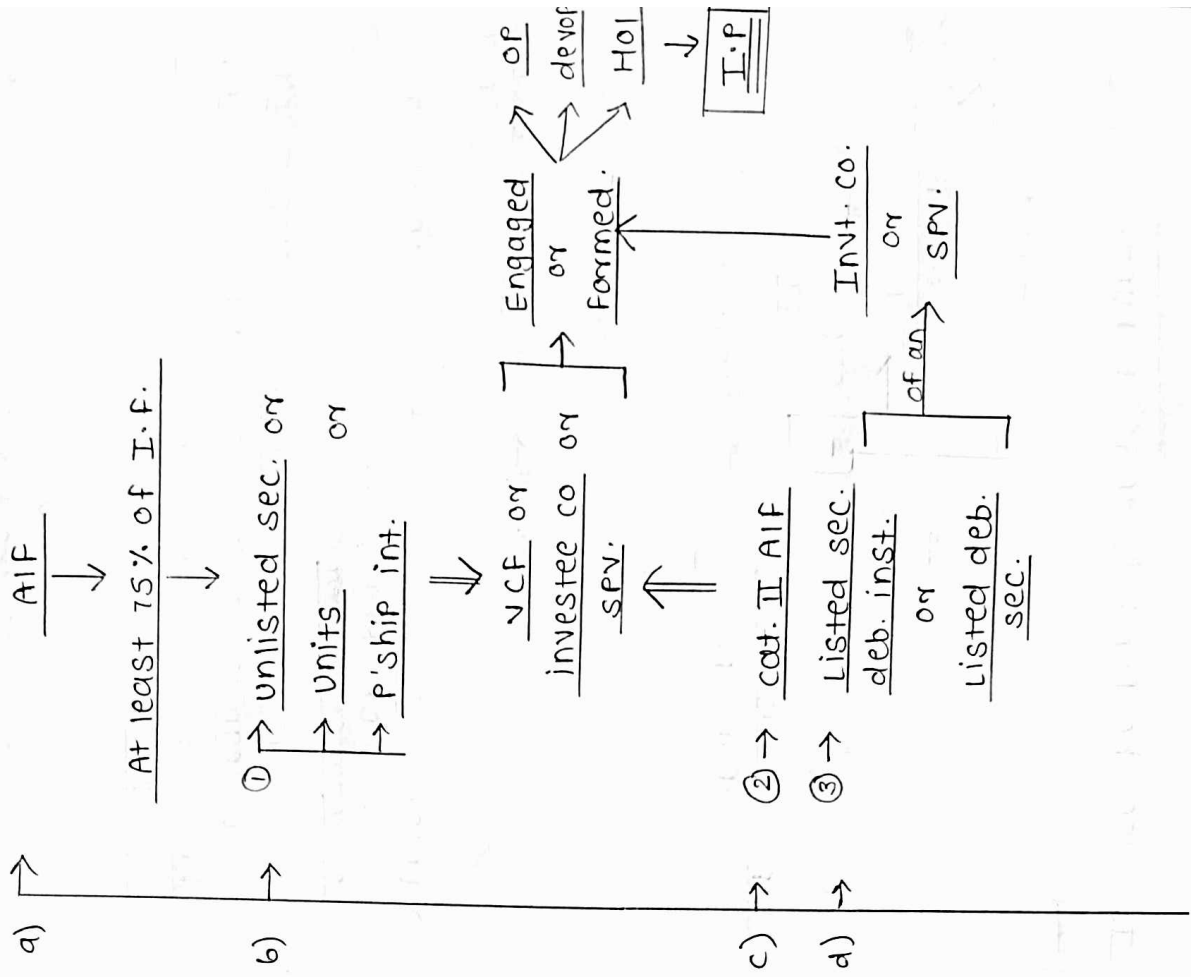 a)
AIF
At least 75% of I.F.
b)
① unlisted sec. or
units or
P'ship int.
VCF or
investee co or
SPV.
Engaged
or
Formed.
OP
devop
HOl
I.P
c)
② → cat. II AIF
d)
③ → Listed sec.
deb. inst.
or
Listed deb.
sec.
of an
Invt. co.
or
SPV.